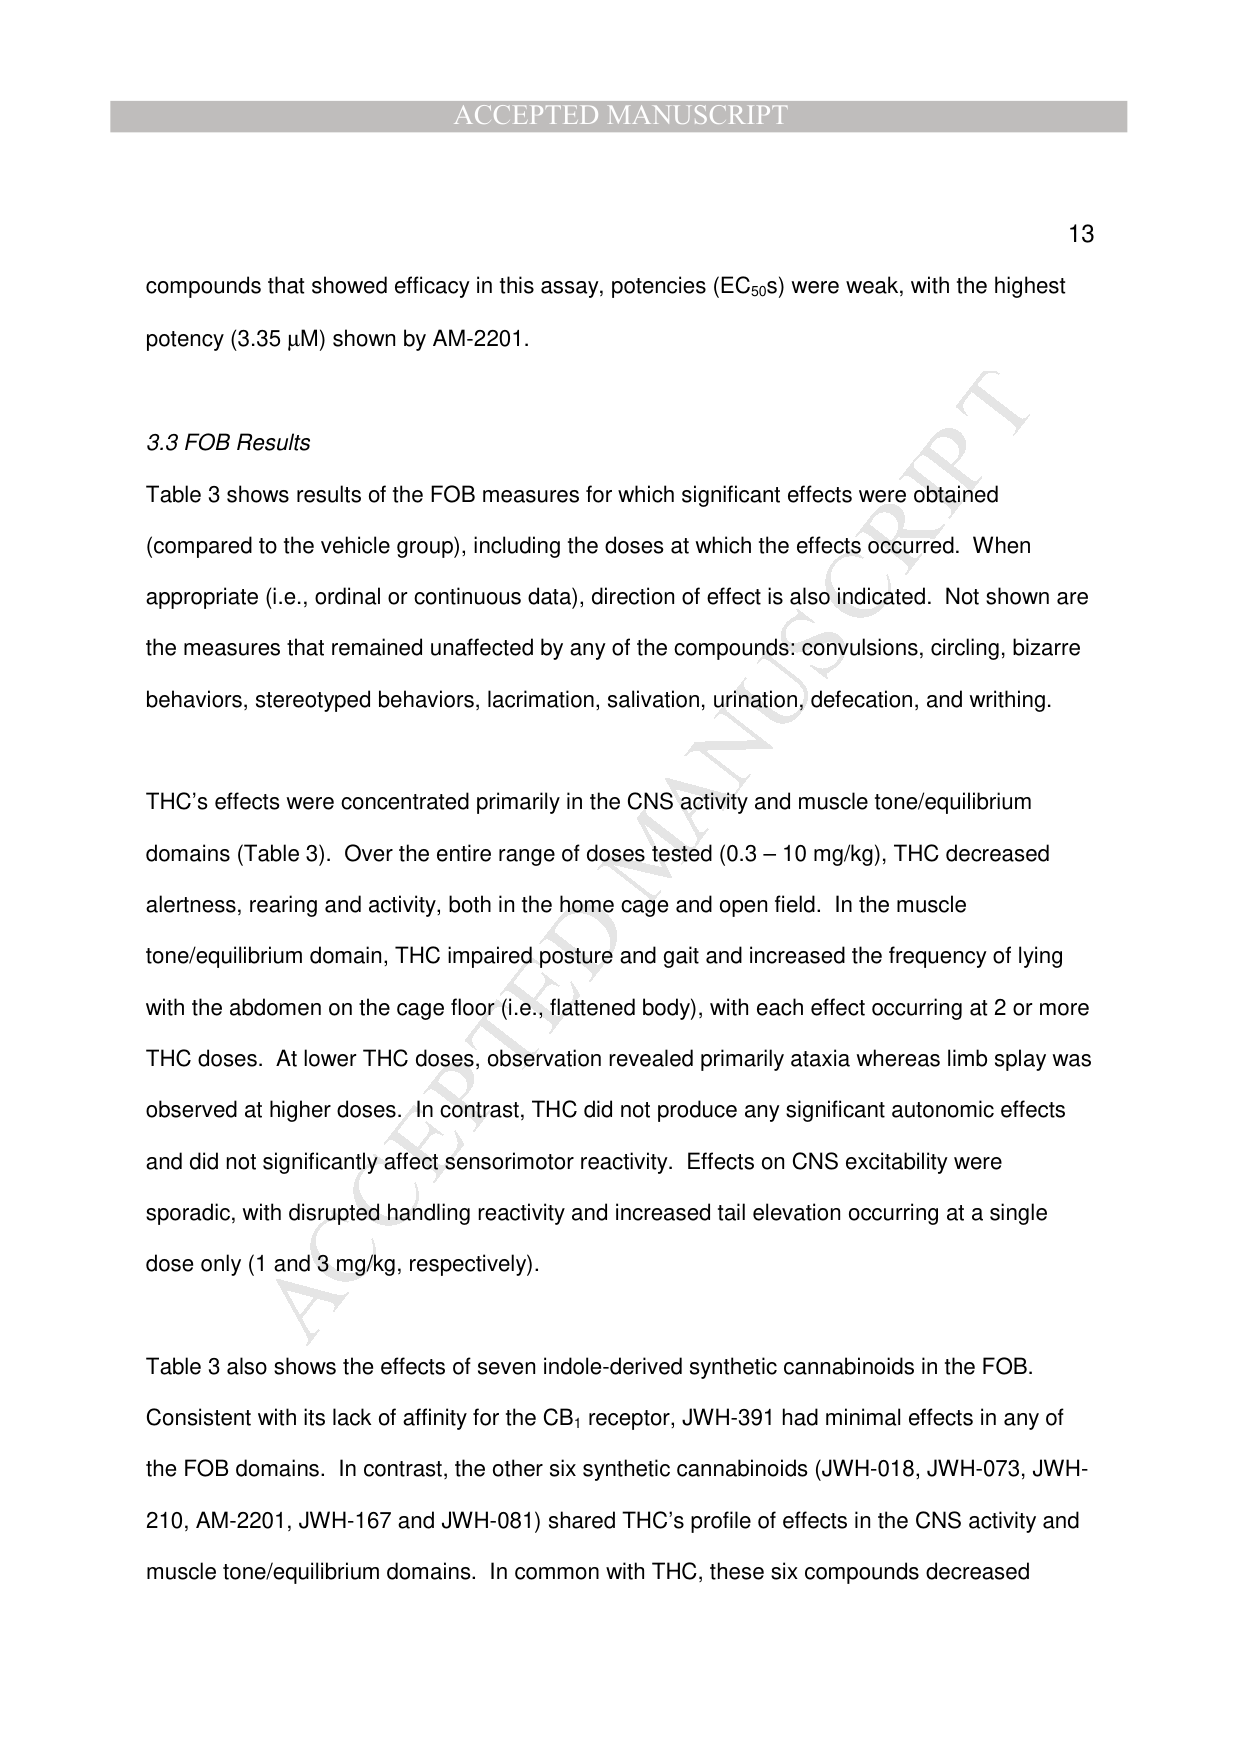 ACCEPTED MANUSCRIPT
13
compounds that showed efficacy in this assay, potencies (EC50s) were weak, with the highest
potency (3.35 μM) shown by AM-2201.
3.3 FOB Results
Table 3 shows results of the FOB measures for which significant effects were obtained
(compared to the vehicle group), including the doses at which the effects occurred.  When
appropriate (i.e., ordinal or continuous data), direction of effect is also indicated.  Not shown are
the measures that remained unaffected by any of the compounds: convulsions, circling, bizarre
behaviors, stereotyped behaviors, lacrimation, salivation, urination, defecation, and writhing.
THC’s effects were concentrated primarily in the CNS activity and muscle tone/equilibrium
domains (Table 3).  Over the entire range of doses tested (0.3 – 10 mg/kg), THC decreased
alertness, rearing and activity, both in the home cage and open field.  In the muscle
tone/equilibrium domain, THC impaired posture and gait and increased the frequency of lying
with the abdomen on the cage floor (i.e., flattened body), with each effect occurring at 2 or more
THC doses.  At lower THC doses, observation revealed primarily ataxia whereas limb splay was
observed at higher doses.  In contrast, THC did not produce any significant autonomic effects
and did not significantly affect sensorimotor reactivity.  Effects on CNS excitability were
sporadic, with disrupted handling reactivity and increased tail elevation occurring at a single
dose only (1 and 3 mg/kg, respectively).
Table 3 also shows the effects of seven indole-derived synthetic cannabinoids in the FOB.
Consistent with its lack of affinity for the CB1 receptor, JWH-391 had minimal effects in any of
the FOB domains.  In contrast, the other six synthetic cannabinoids (JWH-018, JWH-073, JWH-
210, AM-2201, JWH-167 and JWH-081) shared THC’s profile of effects in the CNS activity and
muscle tone/equilibrium domains.  In common with THC, these six compounds decreased
ACCEPTED MANUSCRIPT